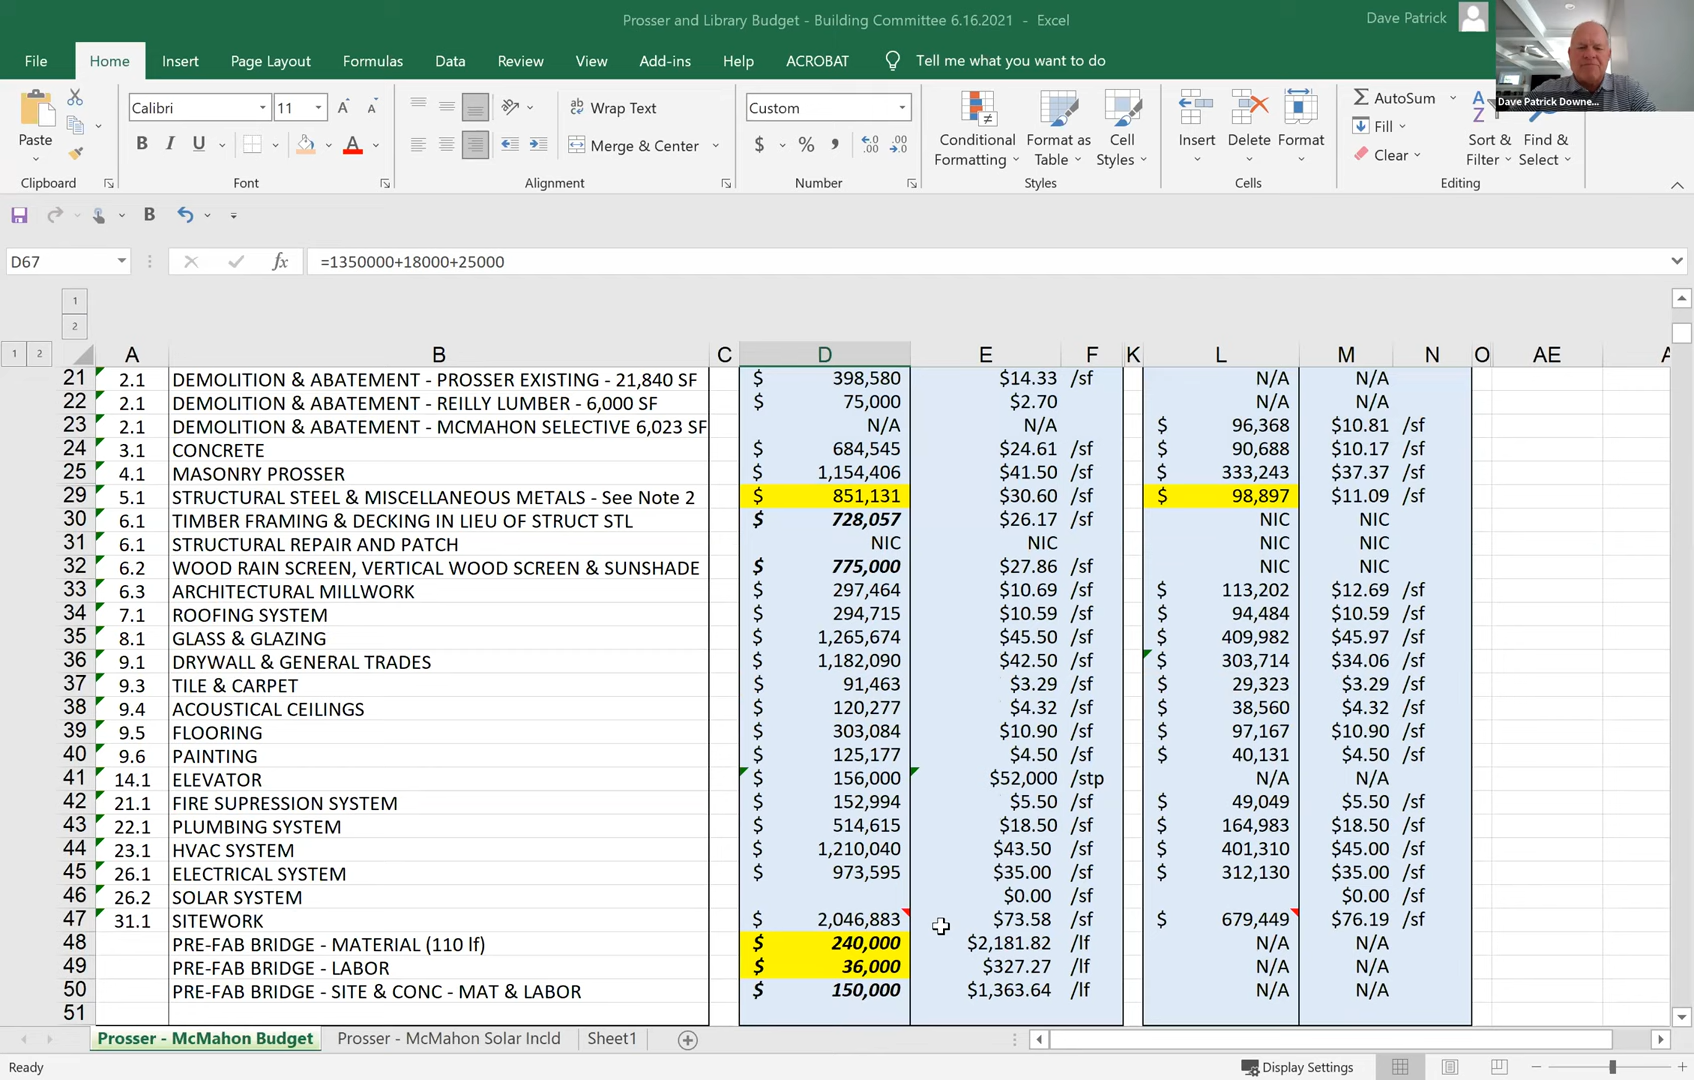 Prosser and Library Budget - Building Committee 6.16.2021 - Excel
Dave Patrick
Dave Patrick Downe...
File Home Insert Page Layout Formulas Data Review View Add-ins Help ACROBAT Tell me what you want to do
Paste
Clipboard
Calibri 11
B I U
Font
Wrap Text
Merge & Center
Alignment
Custom
$ % ,
Number
Conditional Formatting
Format as Table
Cell Styles
Styles
Insert Delete Format
Cells
AutoSum
Fill
Clear
Sort & Filter
Find & Select
Editing
B
D67 fx =1350000+18000+25000
1
2
1 2 A B C D E F K L M N O AE A
21 2.1 DEMOLITION & ABATEMENT - PROSSER EXISTING - 21,840 SF $ 398,580 $14.33 /sf N/A N/A
22 2.1 DEMOLITION & ABATEMENT - REILLY LUMBER - 6,000 SF $ 75,000 $2.70 N/A N/A
23 2.1 DEMOLITION & ABATEMENT - MCMAHON SELECTIVE 6,023 SF N/A N/A $ 96,368 $10.81 /sf
24 3.1 CONCRETE $ 684,545 $24.61 /sf $ 90,688 $10.17 /sf
25 4.1 MASONRY PROSSER $ 1,154,406 $41.50 /sf $ 333,243 $37.37 /sf
29 5.1 STRUCTURAL STEEL & MISCELLANEOUS METALS - See Note 2 $ 851,131 $30.60 /sf $ 98,897 $11.09 /sf
30 6.1 TIMBER FRAMING & DECKING IN LIEU OF STRUCT STL $ 728,057 $26.17 /sf NIC NIC
31 6.1 STRUCTURAL REPAIR AND PATCH NIC NIC NIC NIC
32 6.2 WOOD RAIN SCREEN, VERTICAL WOOD SCREEN & SUNSHADE $ 775,000 $27.86 /sf NIC NIC
33 6.3 ARCHITECTURAL MILLWORK $ 297,464 $10.69 /sf $ 113,202 $12.69 /sf
34 7.1 ROOFING SYSTEM $ 294,715 $10.59 /sf $ 94,484 $10.59 /sf
35 8.1 GLASS & GLAZING $ 1,265,674 $45.50 /sf $ 409,982 $45.97 /sf
36 9.1 DRYWALL & GENERAL TRADES $ 1,182,090 $42.50 /sf $ 303,714 $34.06 /sf
37 9.3 TILE & CARPET $ 91,463 $3.29 /sf $ 29,323 $3.29 /sf
38 9.4 ACOUSTICAL CEILINGS $ 120,277 $4.32 /sf $ 38,560 $4.32 /sf
39 9.5 FLOORING $ 303,084 $10.90 /sf $ 97,167 $10.90 /sf
40 9.6 PAINTING $ 125,177 $4.50 /sf $ 40,131 $4.50 /sf
41 14.1 ELEVATOR $ 156,000 $52,000 /stp N/A N/A
42 21.1 FIRE SUPRESSION SYSTEM $ 152,994 $5.50 /sf $ 49,049 $5.50 /sf
43 22.1 PLUMBING SYSTEM $ 514,615 $18.50 /sf $ 164,983 $18.50 /sf
44 23.1 HVAC SYSTEM $ 1,210,040 $43.50 /sf $ 401,310 $45.00 /sf
45 26.1 ELECTRICAL SYSTEM $ 973,595 $35.00 /sf $ 312,130 $35.00 /sf
46 26.2 SOLAR SYSTEM $0.00 /sf $0.00 /sf
47 31.1 SITEWORK $ 2,046,883 $73.58 /sf $ 679,449 $76.19 /sf
48 PRE-FAB BRIDGE - MATERIAL (110 lf) $ 240,000 $2,181.82 /lf N/A N/A
49 PRE-FAB BRIDGE - LABOR $ 36,000 $327.27 /lf N/A N/A
50 PRE-FAB BRIDGE - SITE & CONC - MAT & LABOR $ 150,000 $1,363.64 /lf N/A N/A
51
Prosser - McMahon Budget Prosser - McMahon Solar Incld Sheet1
Ready Display Settings